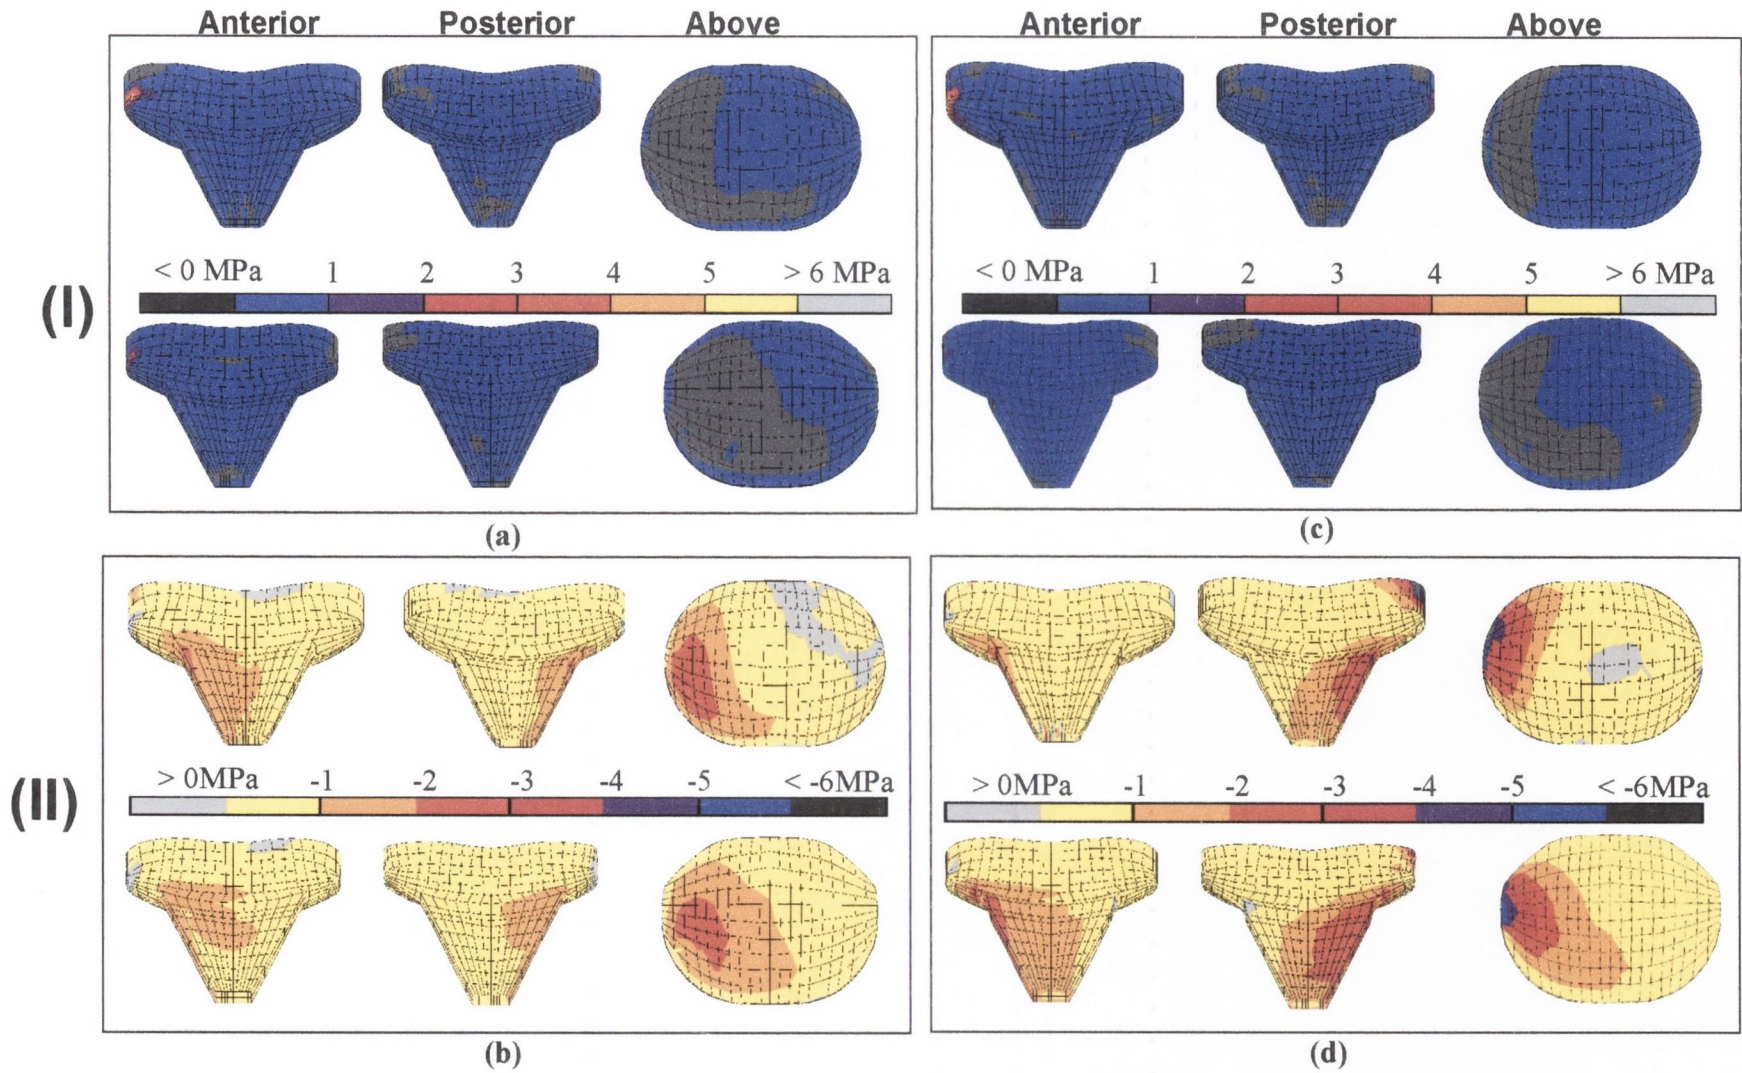 Anterior Posterior Above
Anterior Posterior Above
< 0 MPa 1 2 3 4 5 > 6 MPa
< 0 MPa 1 2 3 4 5 > 6 MPa
(I)
(a)
(c)
> 0MPa -1 -2 -3 -4 -5 < -6MPa
> 0MPa -1 -2 -3 -4 -5 < -6MPa
(II)
(b)
(d)